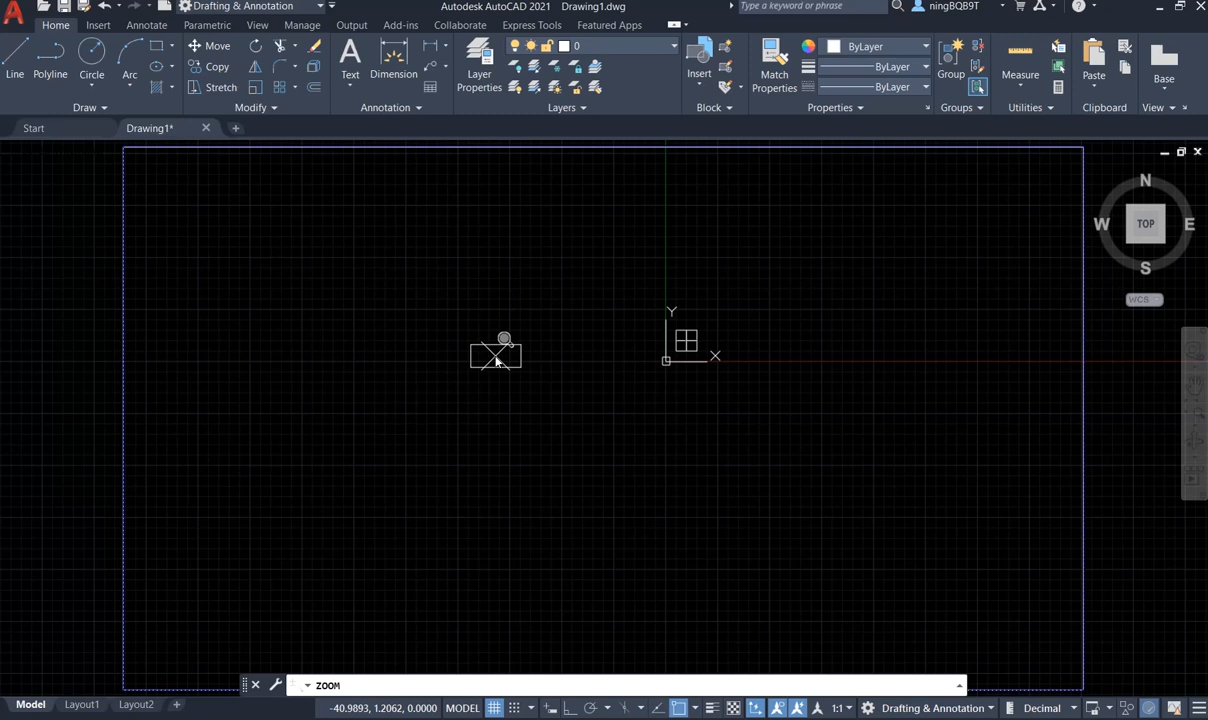 Drafting & Annotation Autodesk AutoCAD 2021 Drawing1.dwg Type a keyword or phrase ningBQB9T
Home Insert Annotate Parametric View Manage Output Add-ins Collaborate Express Tools Featured Apps
Line Polyline Circle Arc Move Copy Stretch Text Dimension Layer Properties 0 Insert Match Properties ByLayer ByLayer ByLayer Group Measure Paste Base
Draw Modify Annotation Layers Block Properties Groups Utilities Clipboard View
Start Drawing1*
N
W TOP E
S
WCS
Y
X
ZOOM
Model Layout1 Layout2 + -40.9893, 1.2062, 0.0000 MODEL 1:1 Drafting & Annotation Decimal